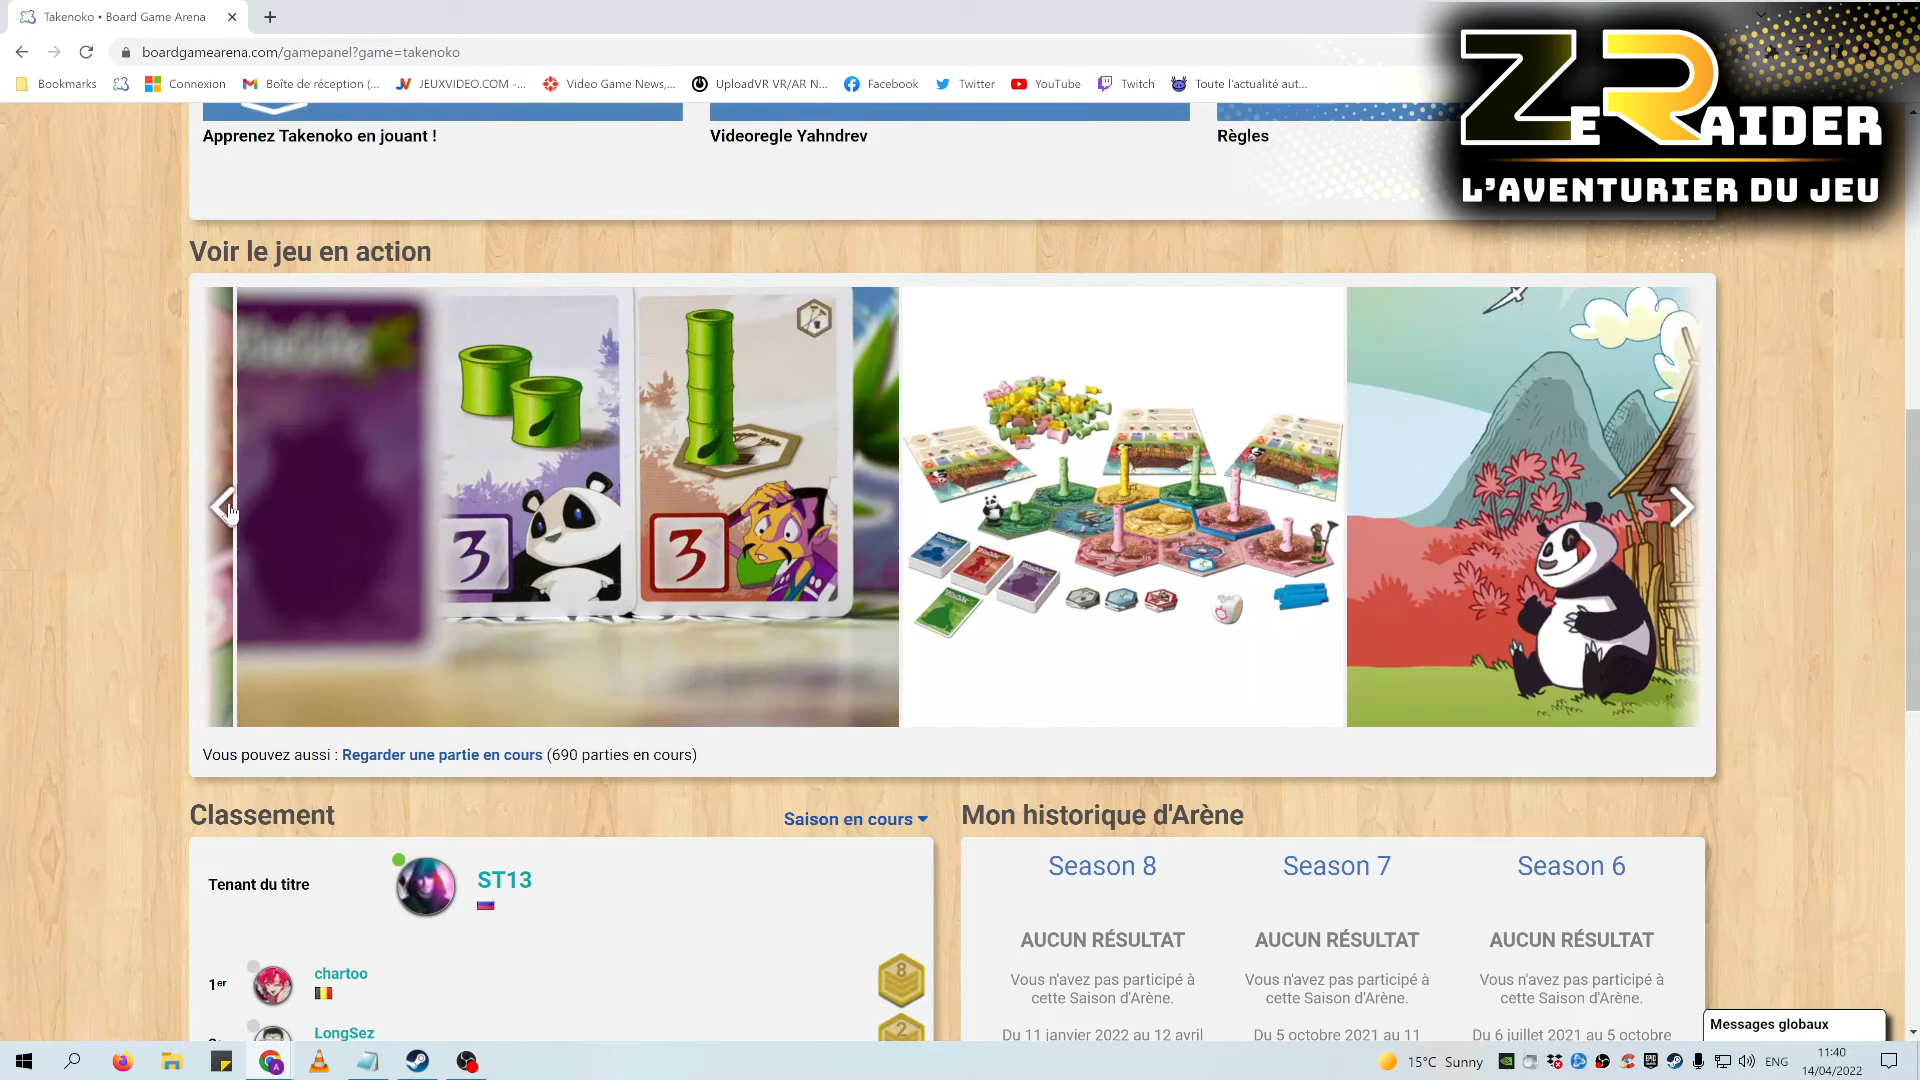 Takenoko • Board Game Arena
boardgamearena.com/gamepanel?game=takenoko
Bookmarks
Connexion
Boîte de réception (...
JEUXVIDEO.COM -...
Video Game News,...
UploadVR VR/AR N...
Facebook
Twitter
YouTube
Twitch
Toute l'actualité aut...
ZERAIDER
L'AVENTURIER DU JEU
Apprenez Takenoko en jouant !
Videoregle Yahndrev
Règles
Voir le jeu en action
3
3
Vous pouvez aussi : Regarder une partie en cours (690 parties en cours)
Classement
Saison en cours
Mon historique d'Arène
Tenant du titre
ST13
1er
chartoo
8
LongSez
2
Season 8
Season 7
Season 6
AUCUN RÉSULTAT
AUCUN RÉSULTAT
AUCUN RÉSULTAT
Vous n'avez pas participé à
cette Saison d'Arène.
Vous n'avez pas participé à
cette Saison d'Arène.
Vous n'avez pas participé à
cette Saison d'Arène.
Du 11 janvier 2022 au 12 avril
Du 5 octobre 2021 au 11
Du 6 juillet 2021 au 5 octobre
Messages globaux
15°C Sunny
ENG
11:40
14/04/2022